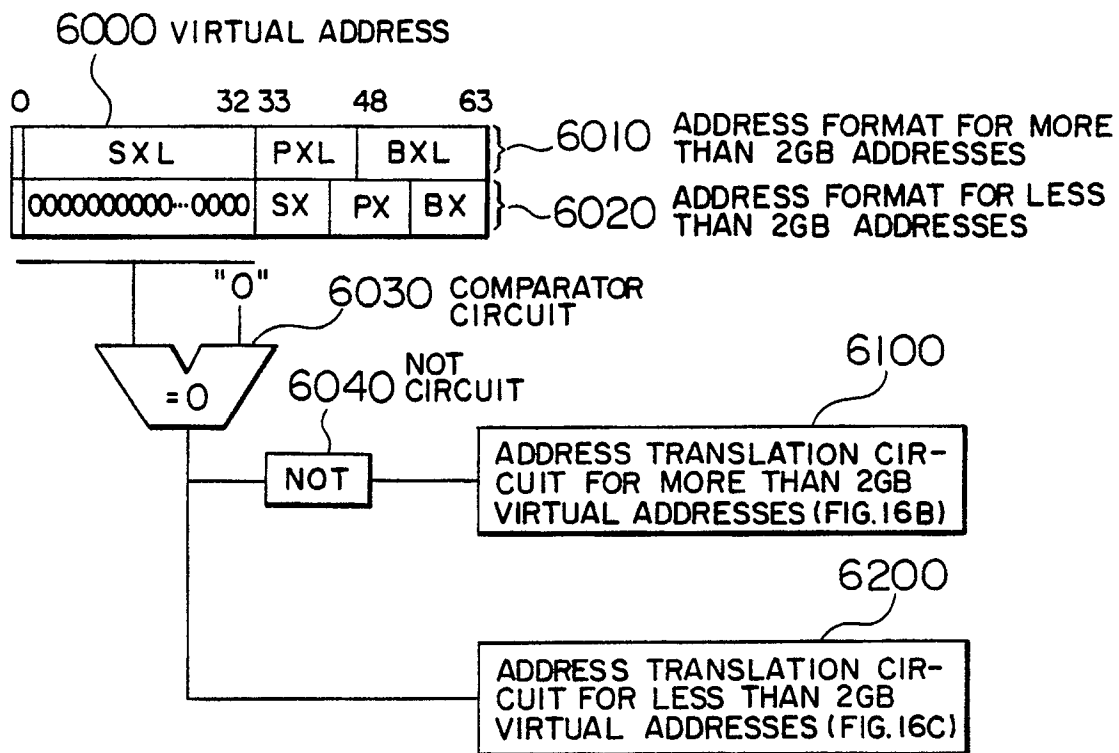 6000 VIRTUAL ADDRESS
0 32 33 48 63
SXL PXL BXL
6010 ADDRESS FORMAT FOR MORE
THAN 2GB ADDRESSES
0000000000···0000 SX PX BX
6020 ADDRESS FORMAT FOR LESS
THAN 2GB ADDRESSES
"0"
6030 COMPARATOR
CIRCUIT
= 0
6040 NOT
CIRCUIT
NOT
6100
ADDRESS TRANSLATION CIR-
CUIT FOR MORE THAN 2GB
VIRTUAL ADDRESSES (FIG.16B)
6200
ADDRESS TRANSLATION CIR-
CUIT FOR LESS THAN 2GB
VIRTUAL ADDRESSES (FIG.16C)